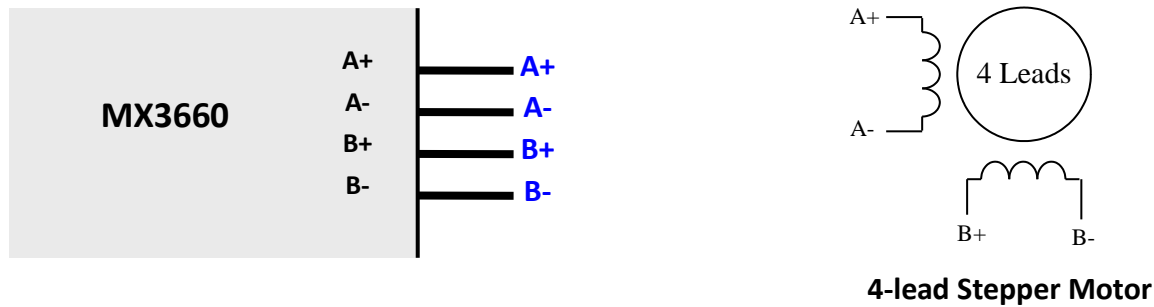 MX3660
A+ A+
A- A-
B+ B+
B- B-
A+
4 Leads
A-
B+ B-
4-lead Stepper Motor